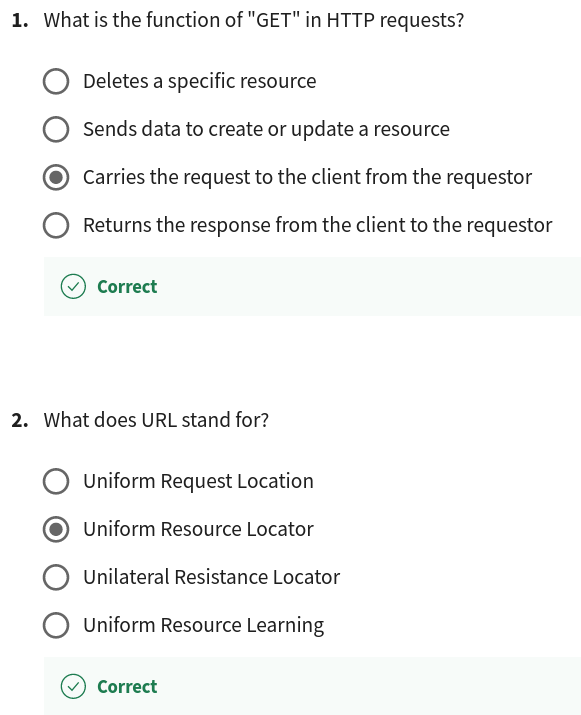 1. What is the function of "GET" in HTTP requests?
Deletes a specific resource
Sends data to create or update a resource
Carries the request to the client from the requestor
Returns the response from the client to the requestor
Correct
2. What does URL stand for?
Uniform Request Location
Uniform Resource Locator
Unilateral Resistance Locator
Uniform Resource Learning
Correct